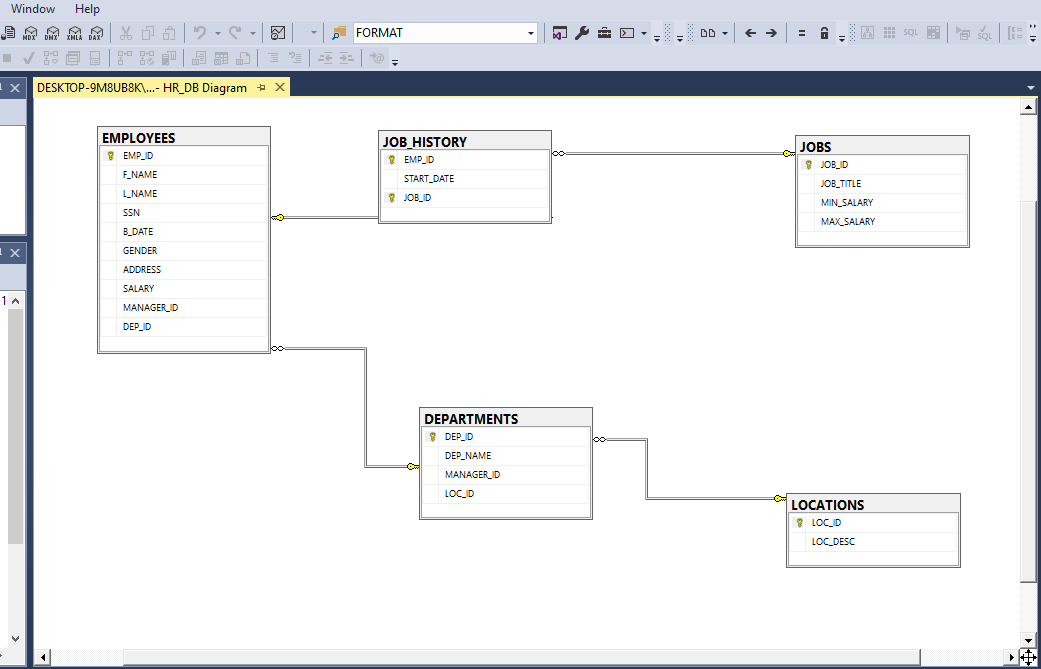 Window Help
MDX DMX XMLA DAX FORMAT SQL SQL
DESKTOP-9M8UB8K\...- HR_DB Diagram
EMPLOYEES
EMP_ID
F_NAME
L_NAME
SSN
B_DATE
GENDER
ADDRESS
SALARY
MANAGER_ID
DEP_ID
JOB_HISTORY
EMP_ID
START_DATE
JOB_ID
JOBS
JOB_ID
JOB_TITLE
MIN_SALARY
MAX_SALARY
1
DEPARTMENTS
DEP_ID
DEP_NAME
MANAGER_ID
LOC_ID
LOCATIONS
LOC_ID
LOC_DESC